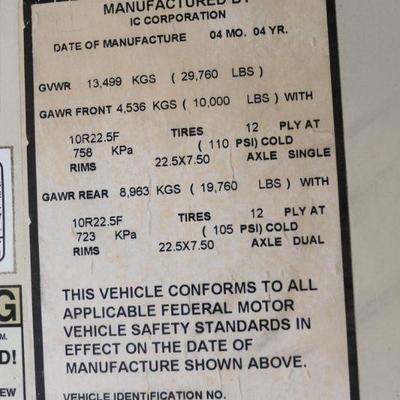 MANUFACTURED BY
IC CORPORATION
DATE OF MANUFACTURE 04 MO. 04 YR.
GVWR 13,499 KGS ( 29,760 LBS )
GAWR FRONT 4,536 KGS ( 10,000 LBS ) WITH
10R22.5F TIRES 12 PLY AT
758 KPa ( 110 PSI) COLD
RIMS 22.5X7.50 AXLE SINGLE
GAWR REAR 8,963 KGS ( 19,760 LBS ) WITH
10R22.5F TIRES 12 PLY AT
723 KPa ( 105 PSI) COLD
RIMS 22.5X7.50 AXLE DUAL
THIS VEHICLE CONFORMS TO ALL
APPLICABLE FEDERAL MOTOR
VEHICLE SAFETY STANDARDS IN
EFFECT ON THE DATE OF
MANUFACTURE SHOWN ABOVE.
VEHICLE IDENTIFICATION NO.
G
M.
D!
EW